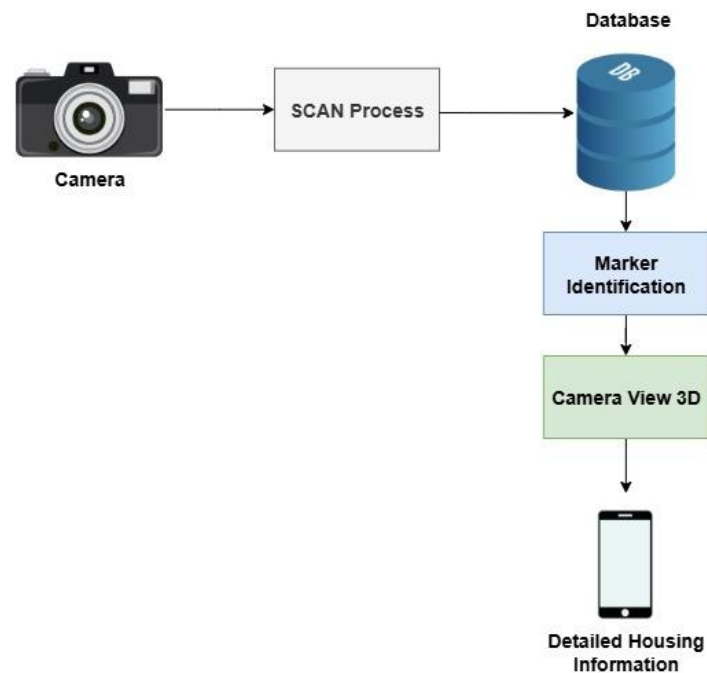 Database
DB
SCAN Process
Camera
Marker
Identification
Camera View 3D
Detailed Housing
Information